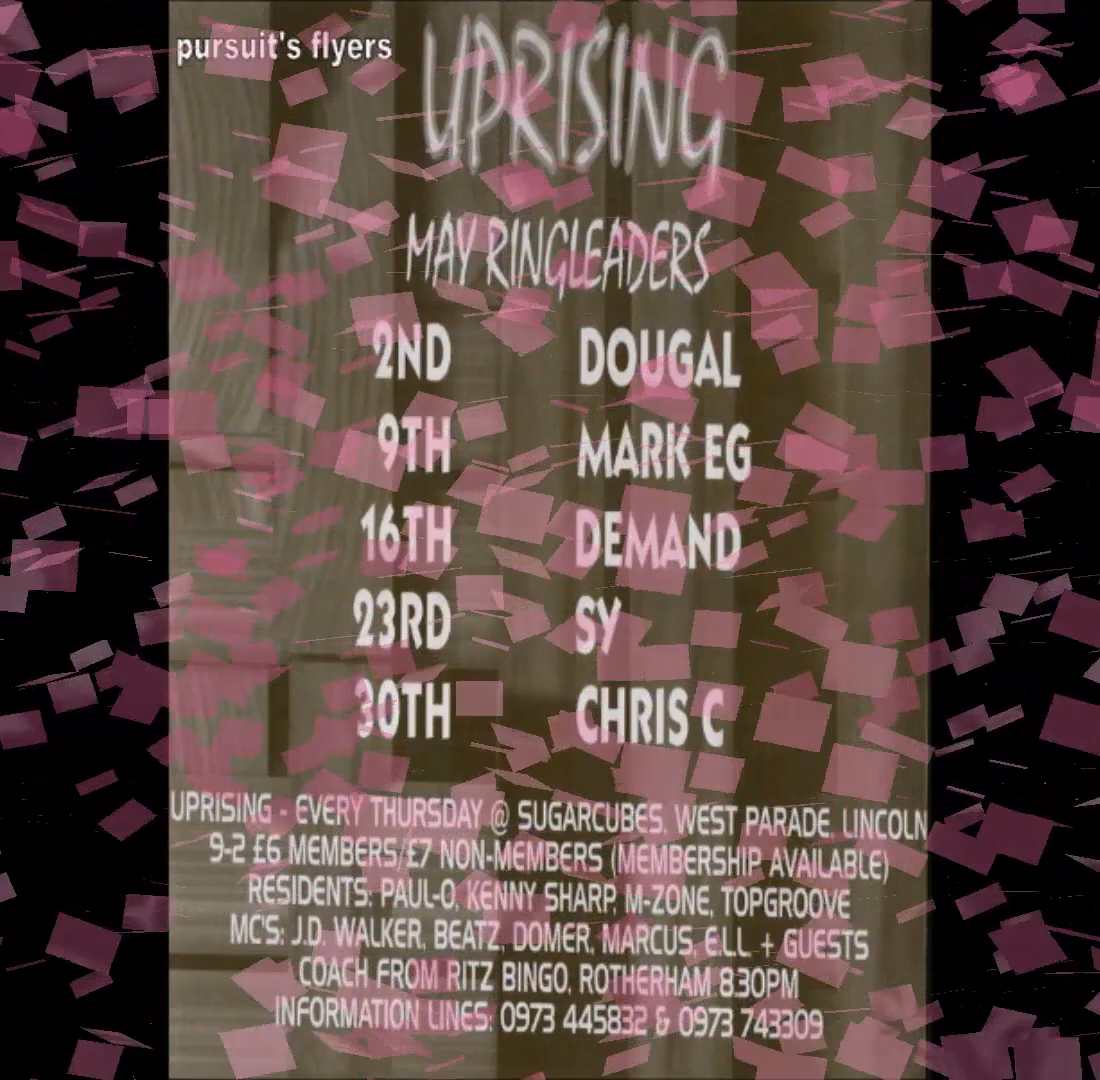 pursuit's flyers
UPRISING
MAY RINGLEADERS
2ND DOUGAL
9TH MARK EG
16TH DEMAND
23RD SY
30TH CHRIS C
UPRISING - EVERY THURSDAY @ SUGARCUBES, WEST PARADE, LINCOLN
9-2 £6 MEMBERS/£7 NON-MEMBERS (MEMBERSHIP AVAILABLE)
RESIDENTS: PAUL-O, KENNY SHARP, M-ZONE, TOPGROOVE
MC'S: J.D. WALKER, BEATZ, DOMER, MARCUS, E.L.L. + GUESTS
COACH FROM RITZ BINGO, ROTHERHAM 8.30PM
INFORMATION LINES: 0973 445832 & 0973 743309